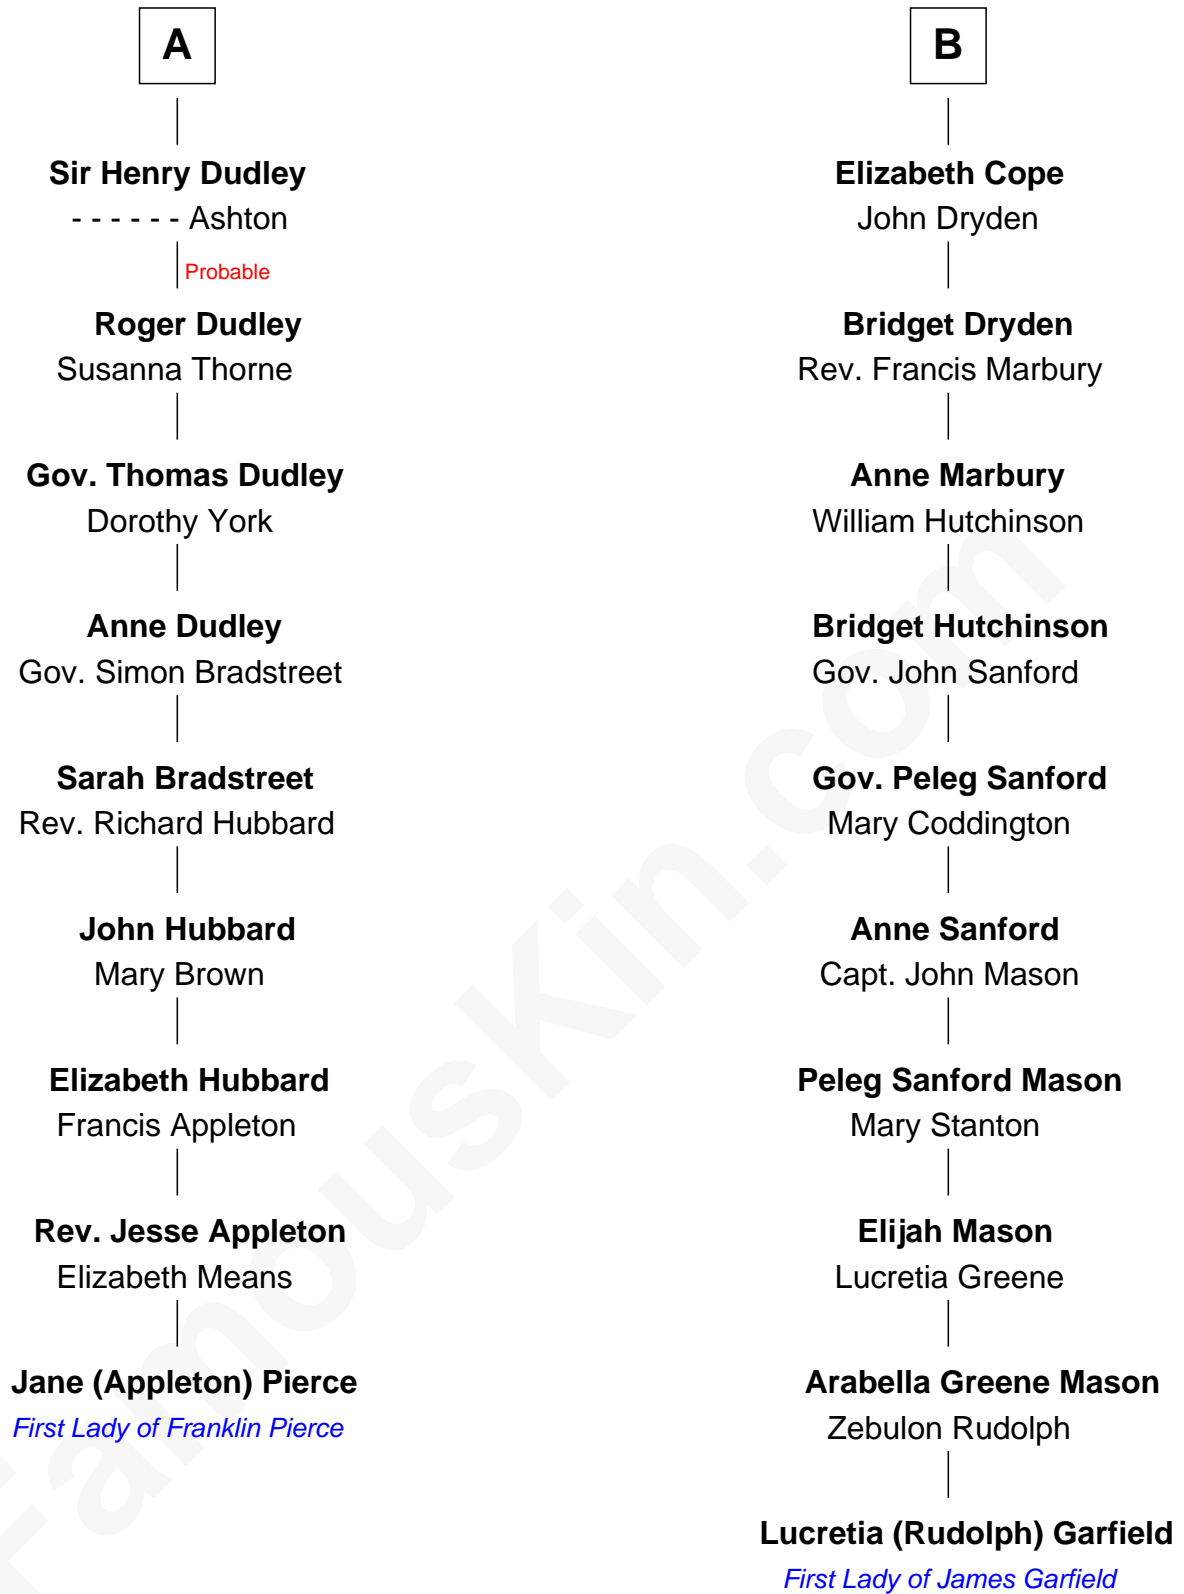 A
Sir Henry Dudley
- - - - - - Ashton
Probable
Roger Dudley
Susanna Thorne
Gov. Thomas Dudley
Dorothy York
Anne Dudley
Gov. Simon Bradstreet
Sarah Bradstreet
Rev. Richard Hubbard
John Hubbard
Mary Brown
Elizabeth Hubbard
Francis Appleton
Rev. Jesse Appleton
Elizabeth Means
Jane (Appleton) Pierce
First Lady of Franklin Pierce
B
Elizabeth Cope
John Dryden
Bridget Dryden
Rev. Francis Marbury
Anne Marbury
William Hutchinson
Bridget Hutchinson
Gov. John Sanford
Gov. Peleg Sanford
Mary Coddington
Anne Sanford
Capt. John Mason
Peleg Sanford Mason
Mary Stanton
Elijah Mason
Lucretia Greene
Arabella Greene Mason
Zebulon Rudolph
Lucretia (Rudolph) Garfield
First Lady of James Garfield
FamousKin.com